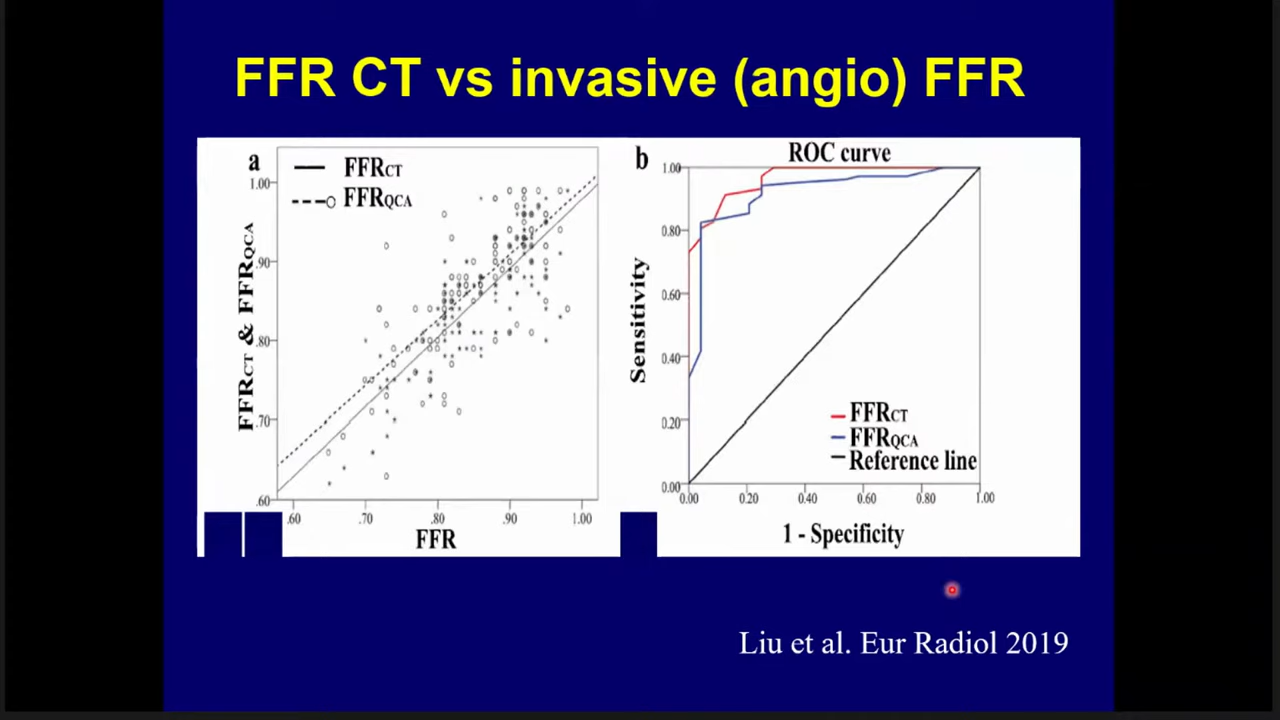 FFR CT vs invasive (angio) FFR
a
FFRCT
FFRQCA
FFRCT & FFRQCA
1.00
.90
.80
.70
.60
.60 .70 .80 .90 1.00
FFR
b
ROC curve
Sensitivity
1.00
0.80
0.60
0.40
0.20
0.00
FFRCT
FFRQCA
Reference line
0.00 0.20 0.40 0.60 0.80 1.00
1 - Specificity
Liu et al. Eur Radiol 2019